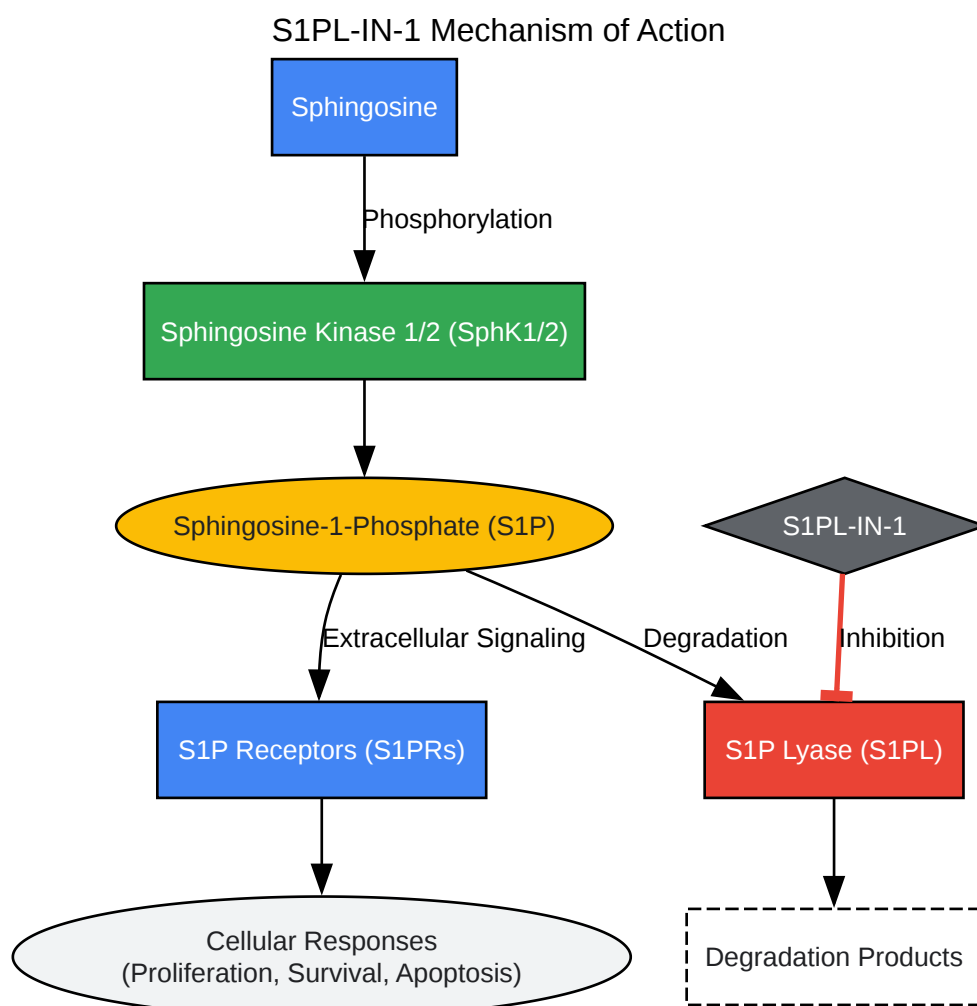 S1PL-IN-1 Mechanism of Action
Sphingosine
Phosphorylation
Sphingosine Kinase 1/2 (SphK1/2)
Sphingosine-1-Phosphate (S1P)
S1PL-IN-1
Extracellular Signaling
Degradation
Inhibition
S1P Receptors (S1PRs)
S1P Lyase (S1PL)
Cellular Responses
(Proliferation, Survival, Apoptosis)
Degradation Products